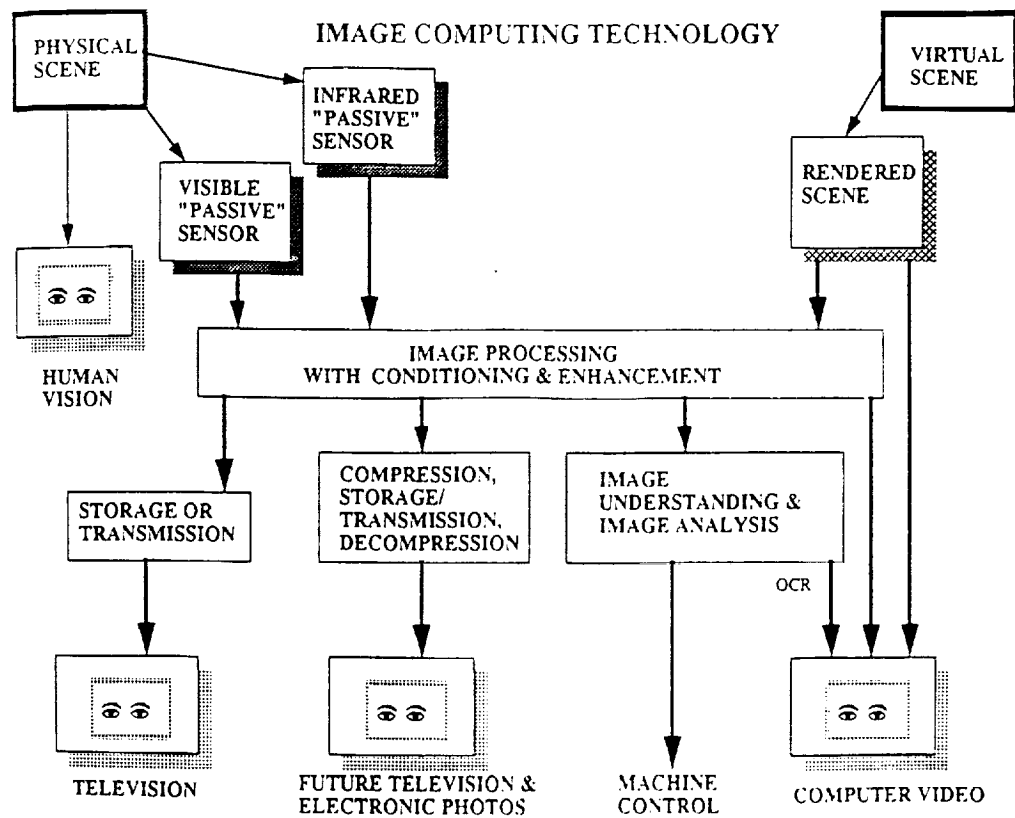 IMAGE COMPUTING TECHNOLOGY
PHYSICAL
SCENE
VIRTUAL
SCENE
INFRARED
"PASSIVE"
SENSOR
VISIBLE
"PASSIVE"
SENSOR
RENDERED
SCENE
HUMAN
VISION
IMAGE PROCESSING
WITH CONDITIONING & ENHANCEMENT
STORAGE OR
TRANSMISSION
COMPRESSION,
STORAGE/
TRANSMISSION,
DECOMPRESSION
IMAGE
UNDERSTANDING &
IMAGE ANALYSIS
OCR
TELEVISION
FUTURE TELEVISION &
ELECTRONIC PHOTOS
MACHINE
CONTROL
COMPUTER VIDEO